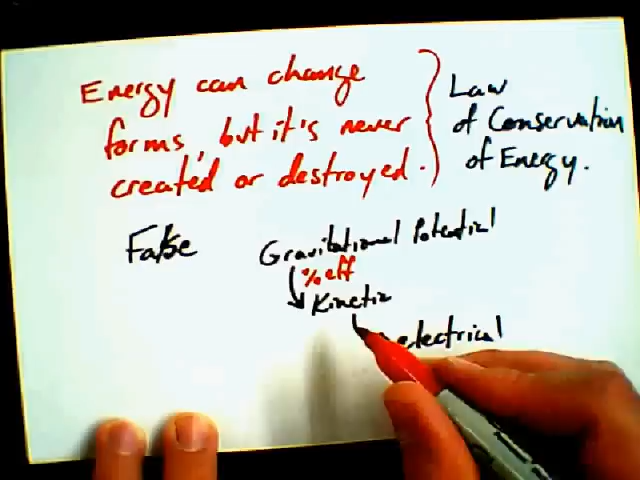 Energy can change
forms, but it's never
created or destroyed.
Law
of Conservation
of Energy.
False
Gravitational Potential
% eff
Kinetic
electrical